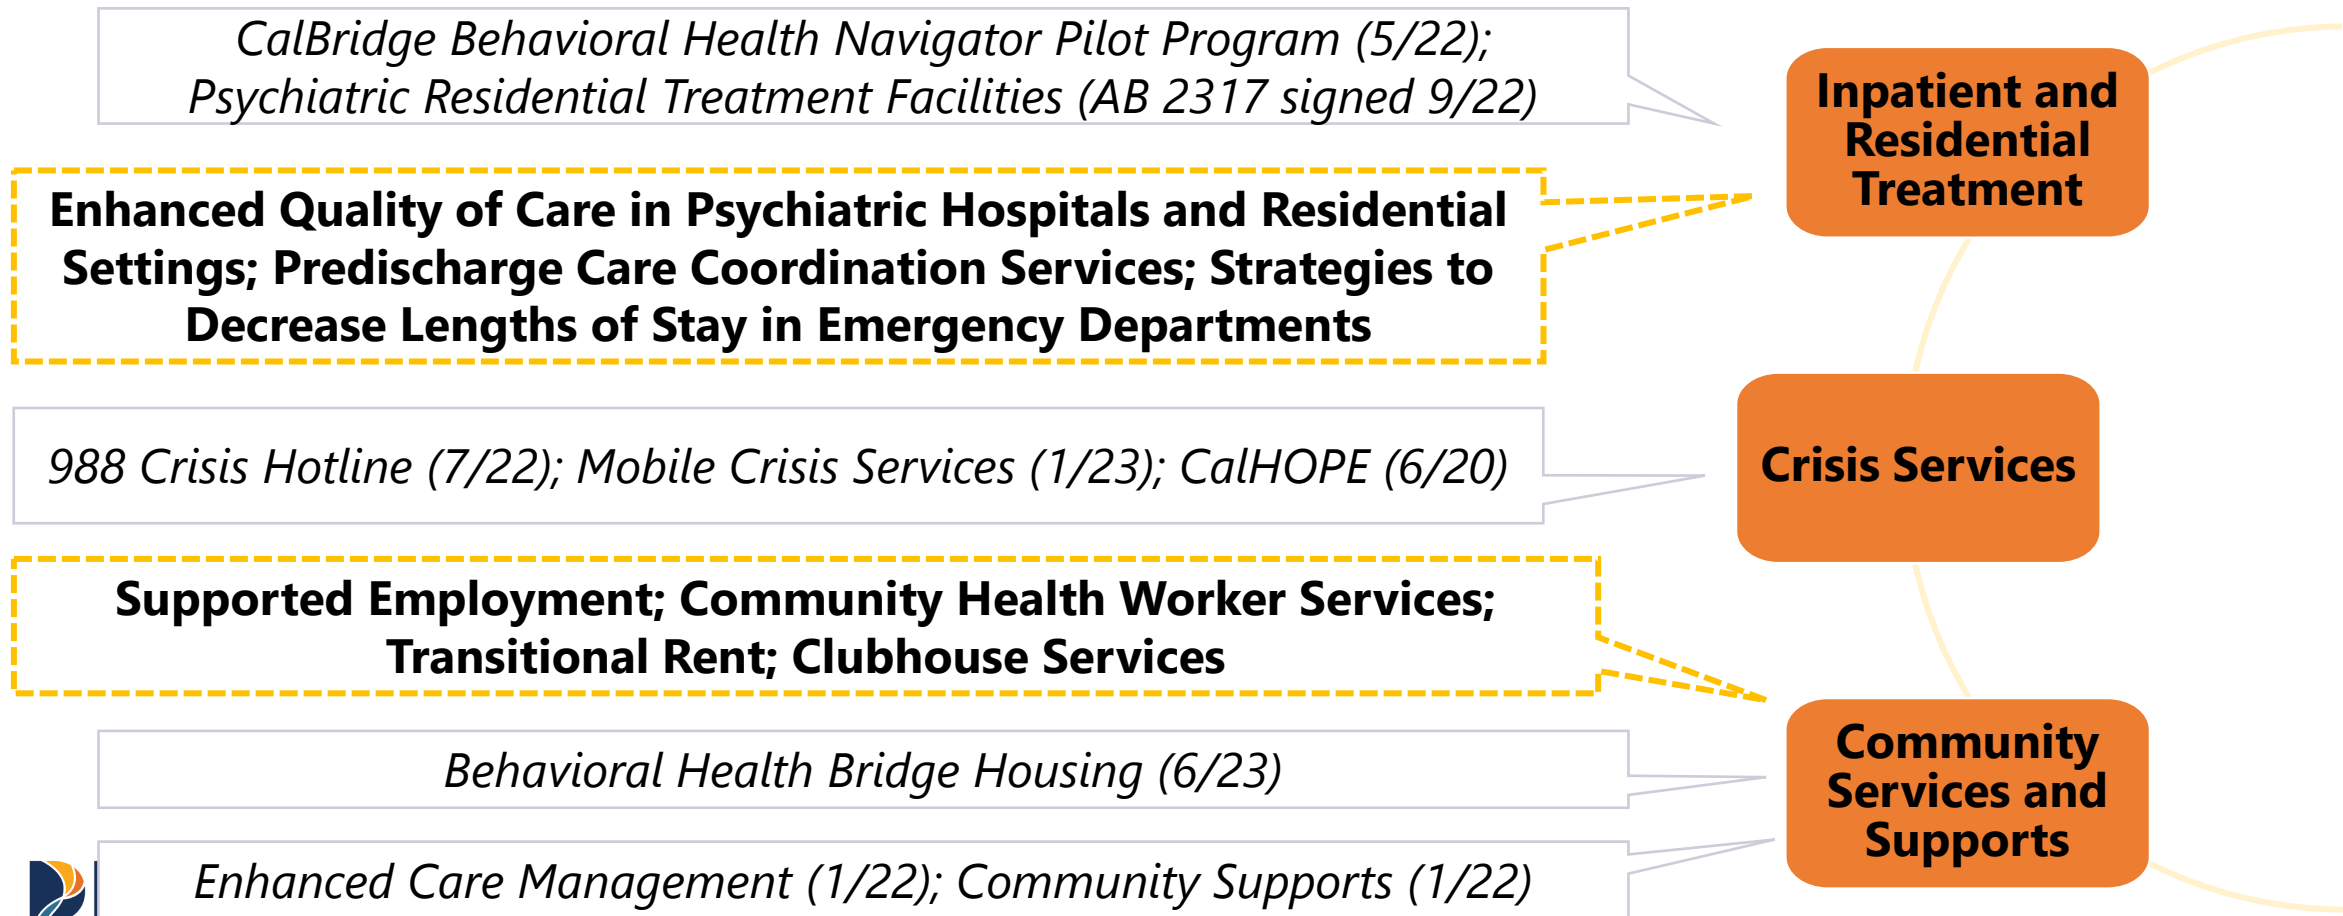 CalBridge Behavioral Health Navigator Pilot Program (5/22);
Psychiatric Residential Treatment Facilities (AB 2317 signed 9/22)
Inpatient and
Residential
Treatment
Enhanced Quality of Care in Psychiatric Hospitals and Residential
Settings; Predischarge Care Coordination Services; Strategies to
Decrease Lengths of Stay in Emergency Departments
988 Crisis Hotline (7/22); Mobile Crisis Services (1/23); CalHOPE (6/20)
Crisis Services
Supported Employment; Community Health Worker Services;
Transitional Rent; Clubhouse Services
Behavioral Health Bridge Housing (6/23)
Community
Services and
Supports
Enhanced Care Management (1/22); Community Supports (1/22)